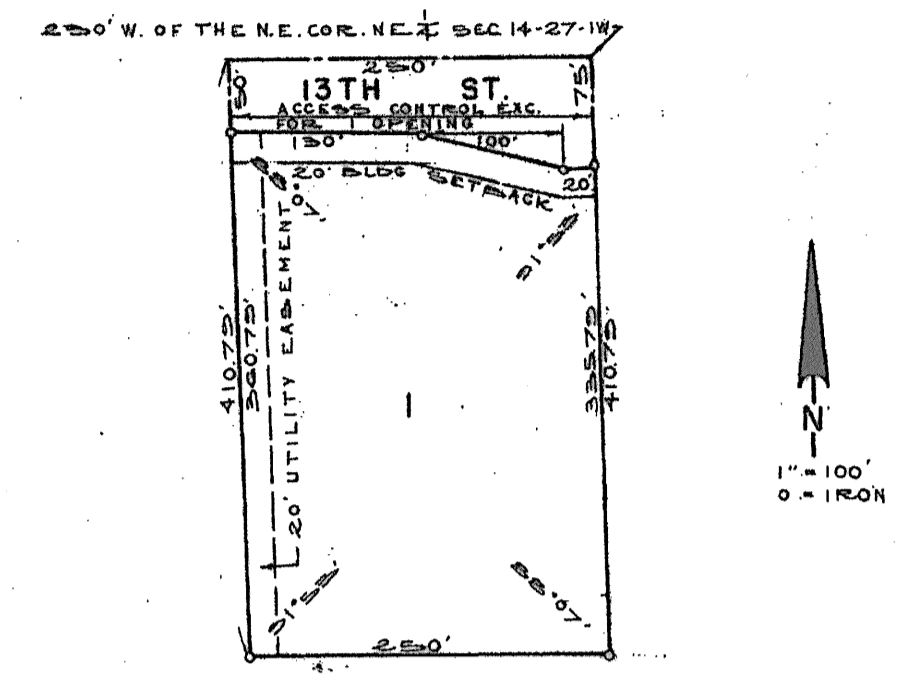 250' W. OF THE N.E. COR. NE 1/4 SEC 14-27-1W
250'
50'
13TH ST.
75'
ACCESS CONTROL EXC.
FOR 1 OPENING
130'
100'
20' BLDG SETBACK
20'
91°53'
410.75'
360.75'
20' UTILITY EASEMENT
335.75'
410.75'
1
N
1" = 100'
O = IRON
91°53'
88°07'
250'